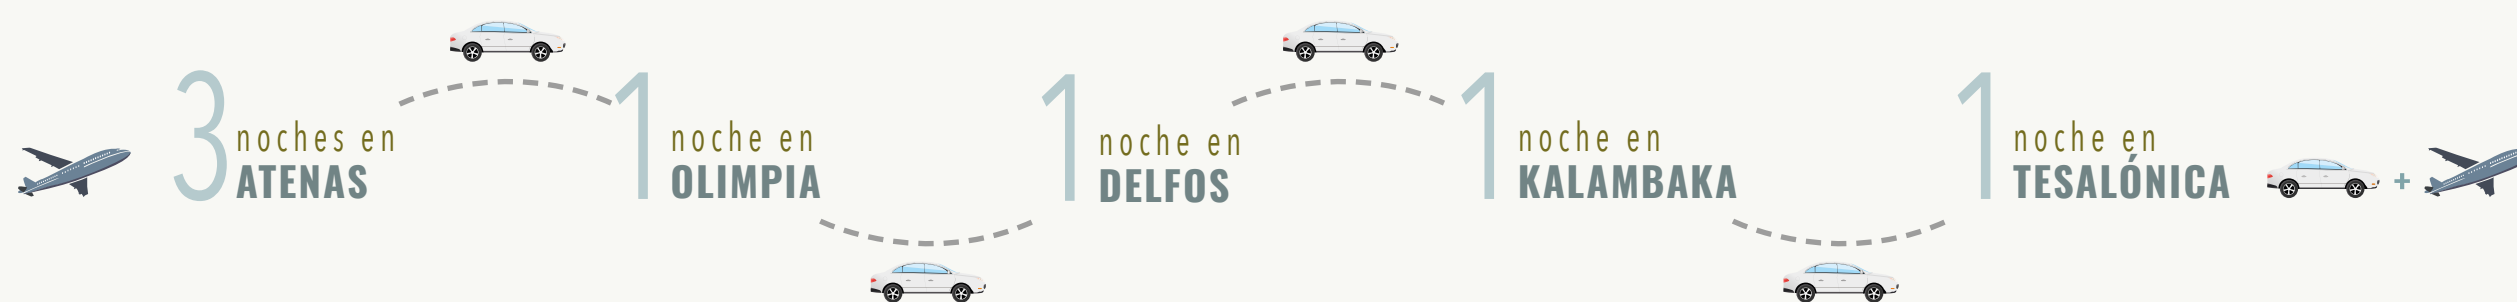 3 noches en
ATENAS
1 noche en
OLIMPIA
1 noche en
DELFOS
1 noche en
KALAMBAKA
1 noche en
TESALÓNICA
+